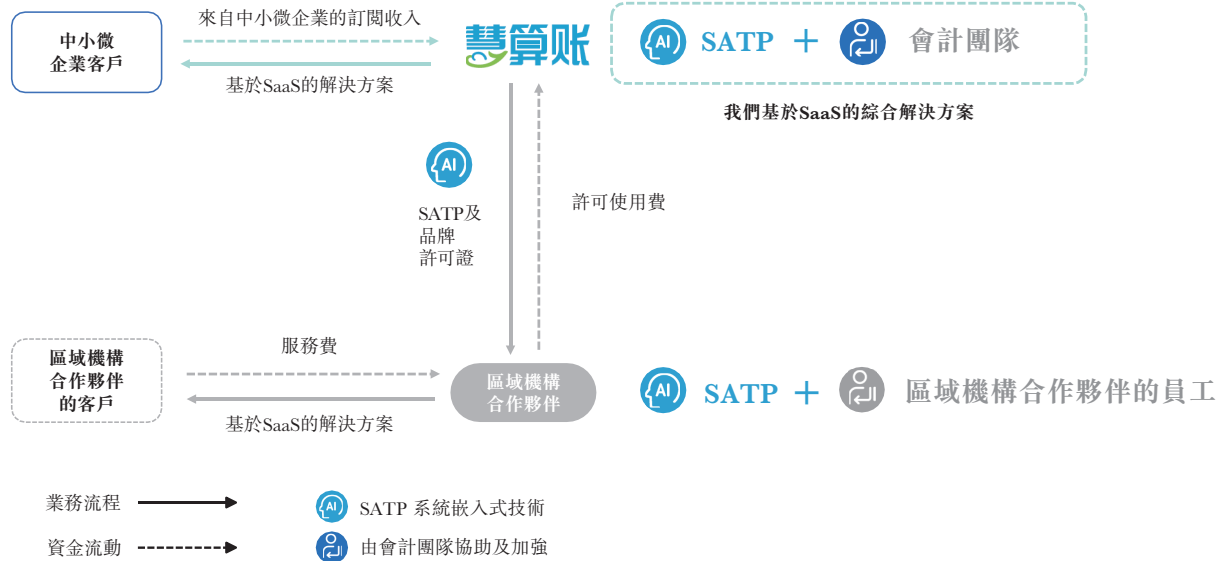 來自中小微企業的訂閱收入
中小微
企業客戶
基於SaaS的解決方案
慧算账
AI
SATP
+
會計團隊
我們基於SaaS的綜合解決方案
AI
SATP及
品牌
許可證
許可使用費
服務費
區域機構
合作夥伴
的客戶
基於SaaS的解決方案
區域機構
合作夥伴
AI
SATP
+
區域機構合作夥伴的員工
業務流程
AI
SATP 系統嵌入式技術
資金流動
由會計團隊協助及加強